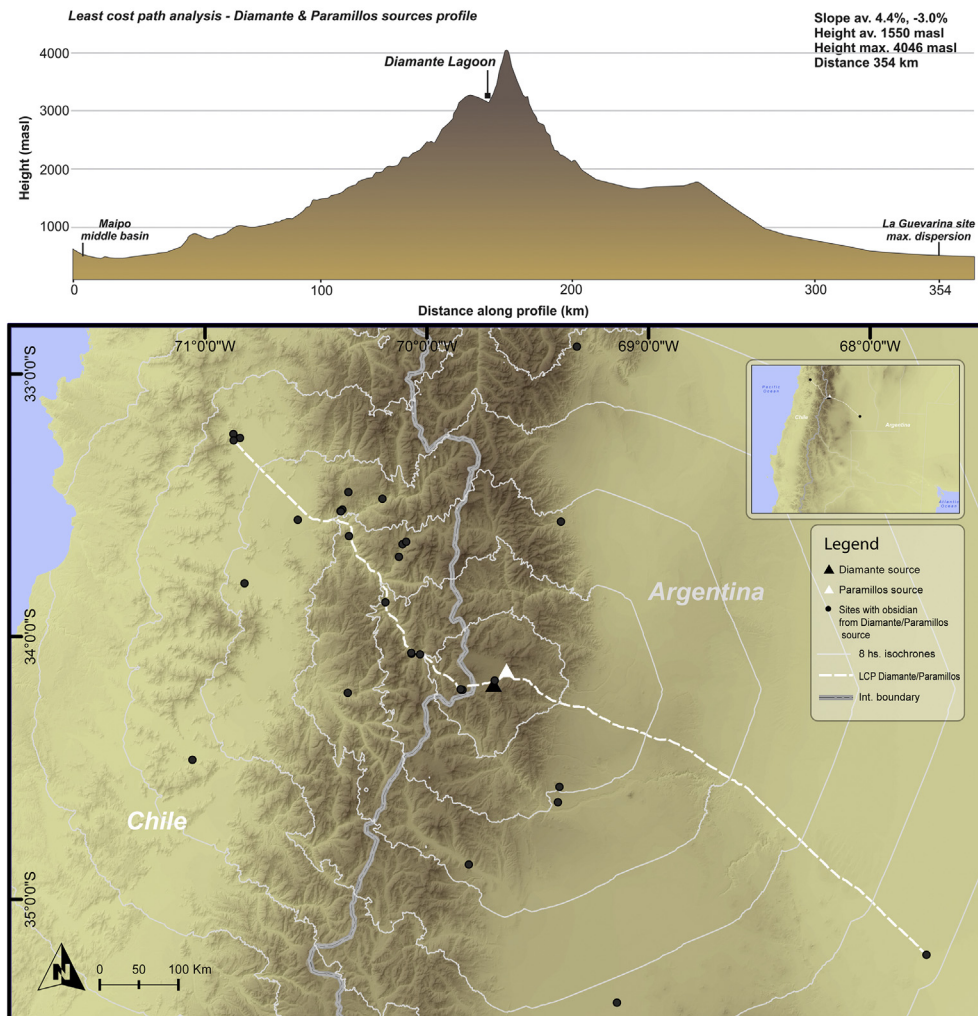 Least cost path analysis - Diamante & Paramillos sources profile
Slope av. 4.4%, -3.0%
Height av. 1550 masl
Height max. 4046 masl
Distance 354 km
4000
3000
2000
1000
Height (masl)
Diamante Lagoon
Maipo
middle basin
La Guevarina site
max. dispersion
0
100
200
300
354
Distance along profile (km)
71°0'0"W
70°0'0"W
69°0'0"W
68°0'0"W
33°0'0"S
34°0'0"S
35°0'0"S
Pacific
Ocean
Chile
Argentina
Atlantic
Ocean
Argentina
Chile
Legend
Diamante source
Paramillos source
Sites with obsidian
from Diamante/Paramillos
source
8 hs. isochrones
LCP Diamante/Paramillos
Int. boundary
N
0 50 100 Km